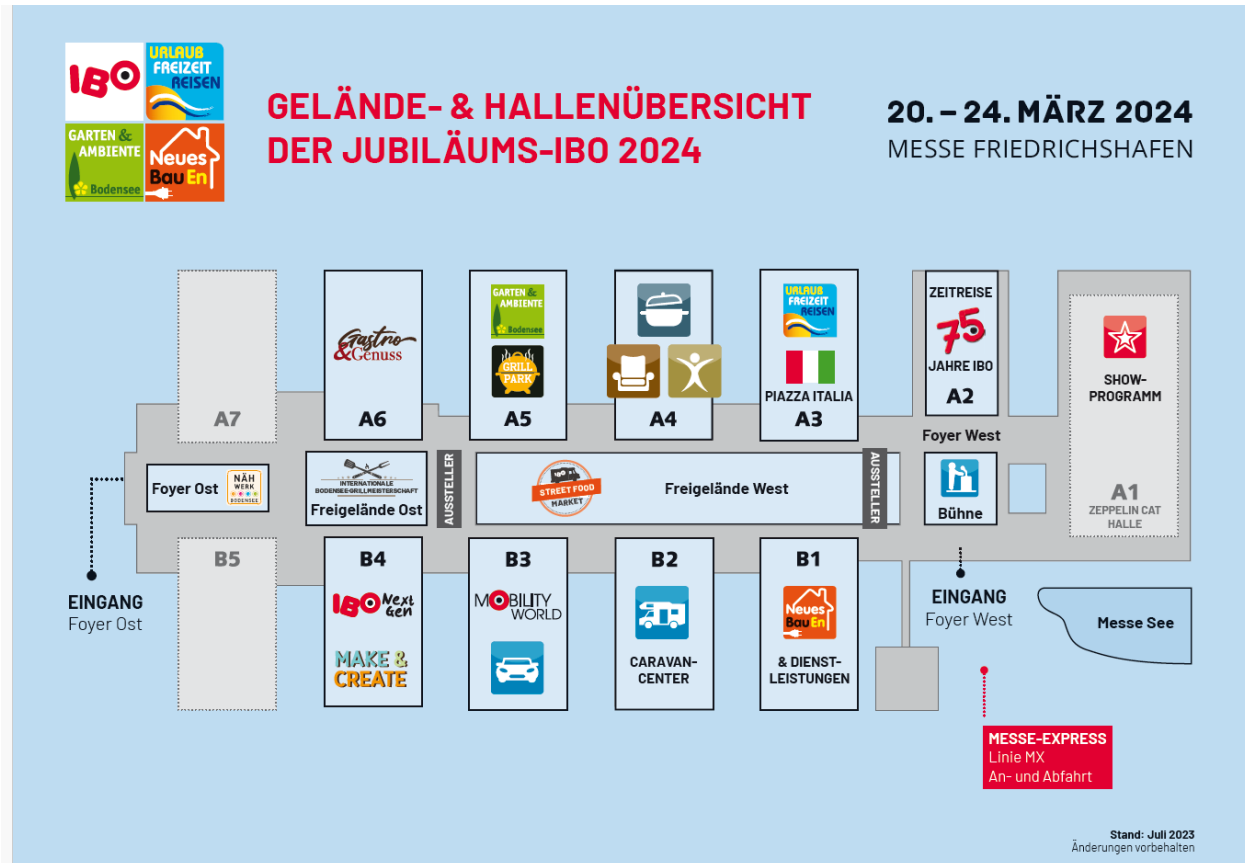 IBO
URLAUB
FREIZEIT
REISEN
GARTEN &
AMBIENTE
Bodensee
Neues
BauEn
GELÄNDE- & HALLENÜBERSICHT
DER JUBILÄUMS-IBO 2024
20. – 24. MÄRZ 2024
MESSE FRIEDRICHSHAFEN
A7
Gastro
&Genuss
A6
GARTEN &
AMBIENTE
Bodensee
GRILL
PARK
A5
A4
URLAUB
FREIZEIT
REISEN
PIAZZA ITALIA
A3
ZEITREISE
75
JAHRE IBO
A2
Foyer West
SHOW-
PROGRAMM
A1
ZEPPELIN CAT
HALLE
Foyer Ost
NÄH
WERK
BODENSEE
INTERNATIONALE
BODENSEE-GRILLMEISTERSCHAFT
Freigelände Ost
AUSSTELLER
IBO
STREET FOOD
MARKET
Freigelände West
AUSSTELLER
Bühne
B5
B4
IBO Next
Gen
MAKE &
CREATE
B3
MOBILITY
WORLD
B2
CARAVAN-
CENTER
B1
Neues
BauEn
& DIENST-
LEISTUNGEN
EINGANG
Foyer Ost
EINGANG
Foyer West
Messe See
MESSE-EXPRESS
Linie MX
An- und Abfahrt
Stand: Juli 2023
Änderungen vorbehalten